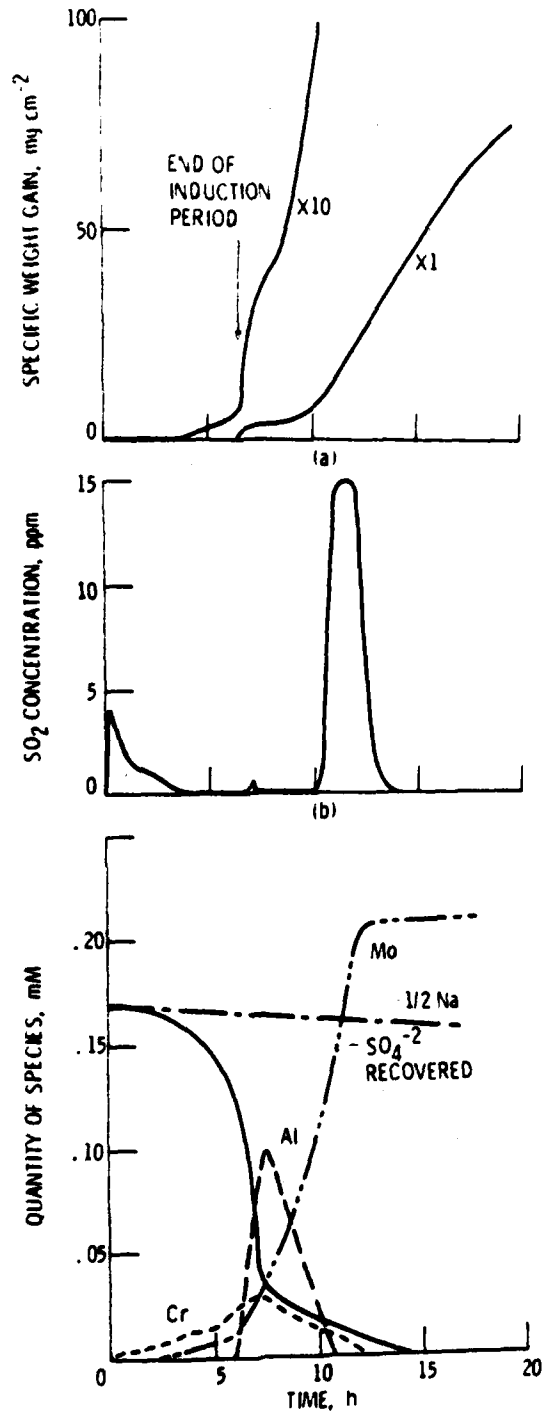 SPECIFIC WEIGHT GAIN, mg cm-2
100
50
0
END OF
INDUCTION
PERIOD
X10
X1
(a)
SO2 CONCENTRATION, ppm
15
10
5
0
(b)
QUANTITY OF SPECIES, mM
.20
.15
.10
.05
Mo
1/2 Na
SO4-2
RECOVERED
Al
Cr
0
5
10
15
20
TIME, h